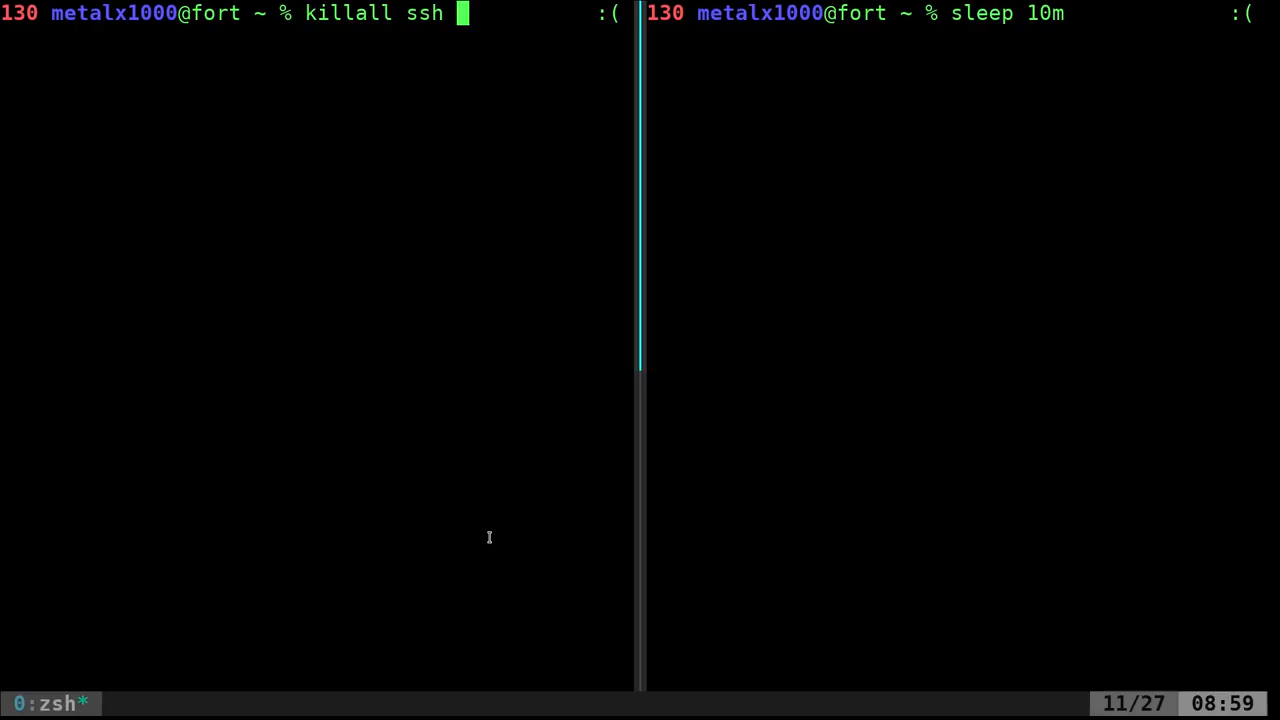 130 metalx1000@fort ~ % killall ssh :(
130 metalx1000@fort ~ % sleep 10m :(
0:zsh* 11/27 08:59